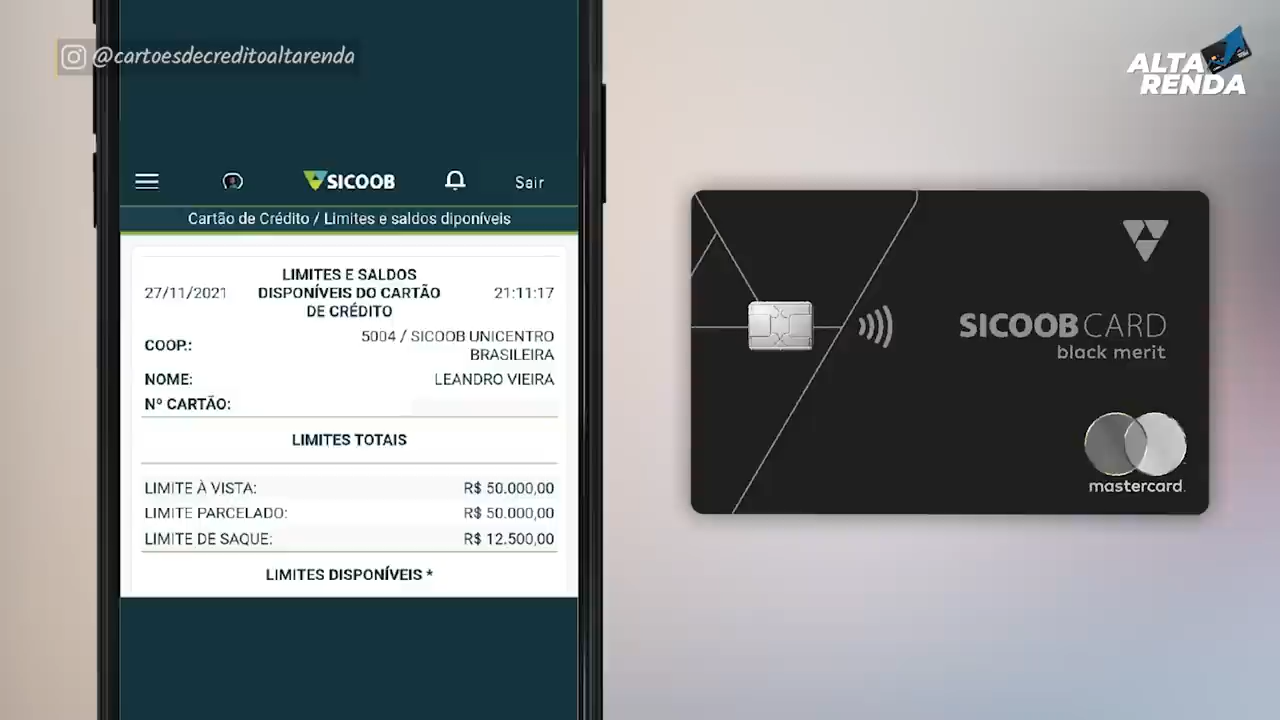 @cartoesdecreditoaltarenda
ALTA
RENDA
SICOOB
Sair
Cartão de Crédito / Limites e saldos diponíveis
27/11/2021
LIMITES E SALDOS
DISPONÍVEIS DO CARTÃO
DE CRÉDITO
21:11:17
COOP.:
5004 / SICOOB UNICENTRO
BRASILEIRA
NOME: LEANDRO VIEIRA
Nº CARTÃO:
LIMITES TOTAIS
LIMITE À VISTA: R$ 50.000,00
LIMITE PARCELADO: R$ 50.000,00
LIMITE DE SAQUE: R$ 12.500,00
LIMITES DISPONÍVEIS *
SICOOBCARD
black merit
mastercard.